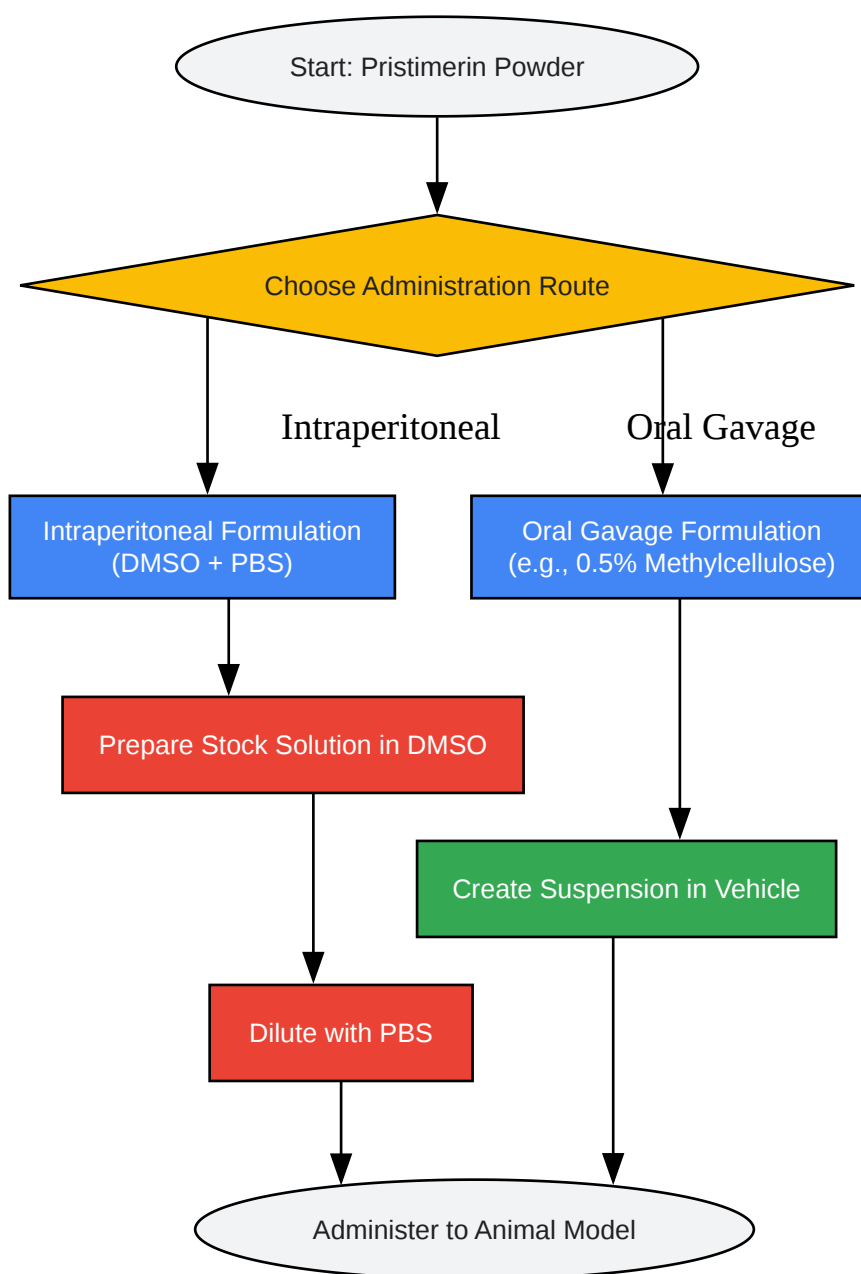 Start: Pristimerin Powder
Choose Administration Route
Intraperitoneal
Oral Gavage
Intraperitoneal Formulation
(DMSO + PBS)
Oral Gavage Formulation
(e.g., 0.5% Methylcellulose)
Prepare Stock Solution in DMSO
Create Suspension in Vehicle
Dilute with PBS
Administer to Animal Model